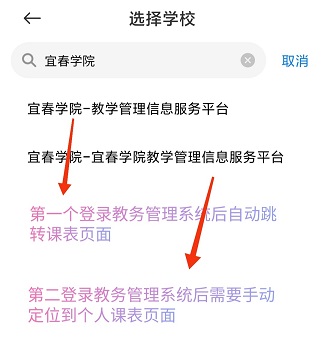 选择学校
宜春学院
取消
宜春学院-教学管理信息服务平台
宜春学院-宜春学院教学管理信息服务平台
第一个登录教务管理系统后自动跳
转课表页面
第二登录教务管理系统后需要手动
定位到个人课表页面